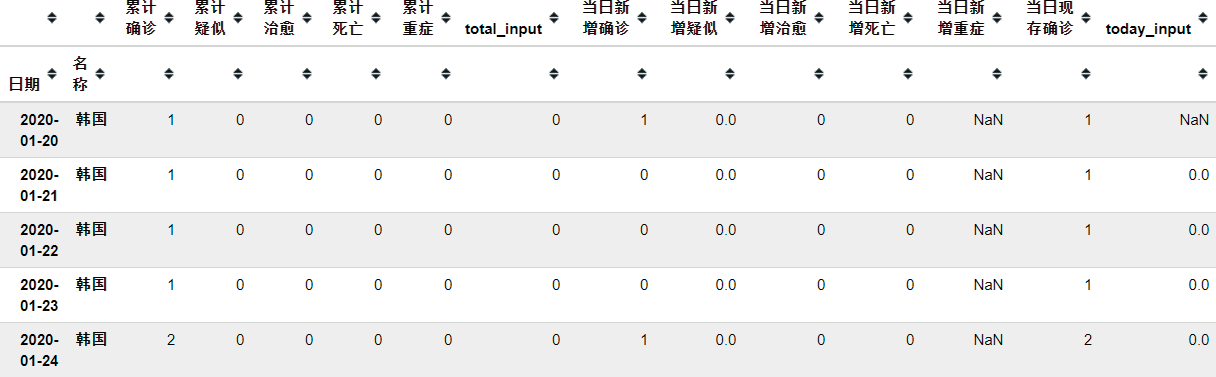 累计 累计 累计 累计 累计 当日新 当日新 当日新 当日新 当日新 当日现
确诊 疑似 治愈 死亡 重症 total_input 增确诊 增疑似 增治愈 增死亡 增重症 存确诊 today_input
名
日期 称
2020- 韩国 1 0 0 0 0 0 1 0.0 0 0 NaN 1 NaN
01-20
2020- 韩国 1 0 0 0 0 0 0 0.0 0 0 NaN 1 0.0
01-21
2020- 韩国 1 0 0 0 0 0 0 0.0 0 0 NaN 1 0.0
01-22
2020- 韩国 1 0 0 0 0 0 0 0.0 0 0 NaN 1 0.0
01-23
2020- 韩国 2 0 0 0 0 0 1 0.0 0 0 NaN 2 0.0
01-24